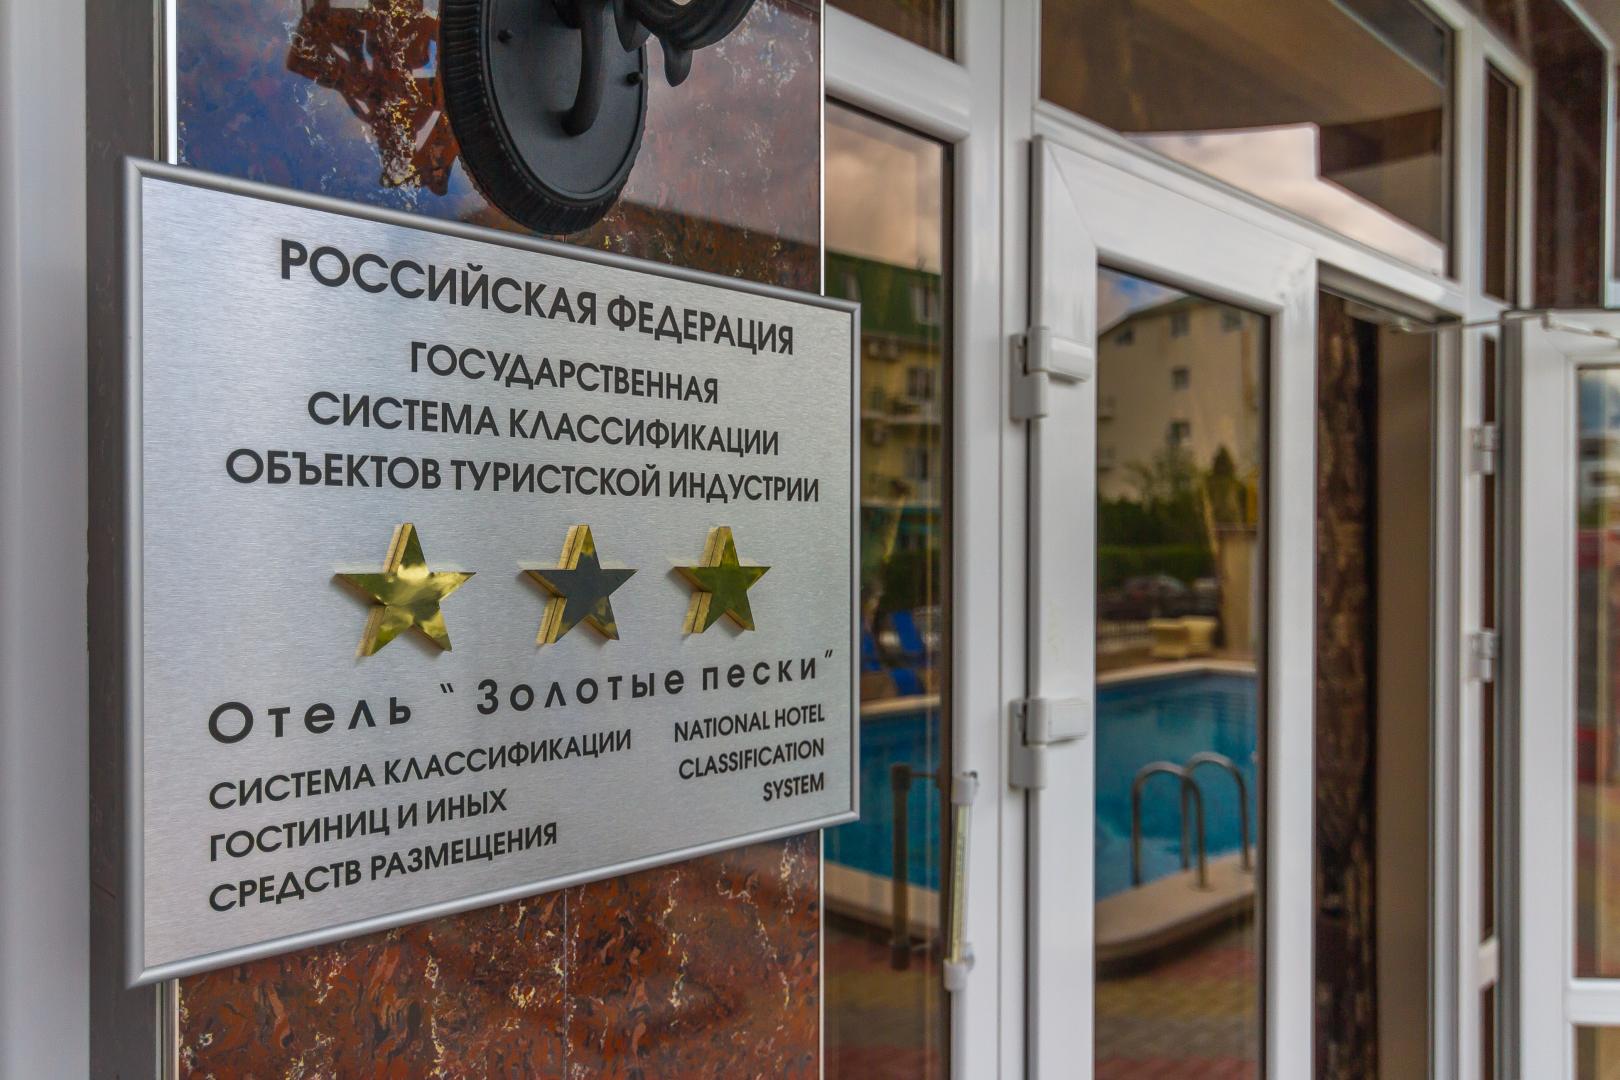 РОССИЙСКАЯ ФЕДЕРАЦИЯ
ГОСУДАРСТВЕННАЯ
СИСТЕМА КЛАССИФИКАЦИИ
ОБЪЕКТОВ ТУРИСТСКОЙ ИНДУСТРИИ
Отель " Золотые пески"
СИСТЕМА КЛАССИФИКАЦИИ
ГОСТИНИЦ И ИНЫХ
СРЕДСТВ РАЗМЕЩЕНИЯ
NATIONAL HOTEL
CLASSIFICATION
SYSTEM